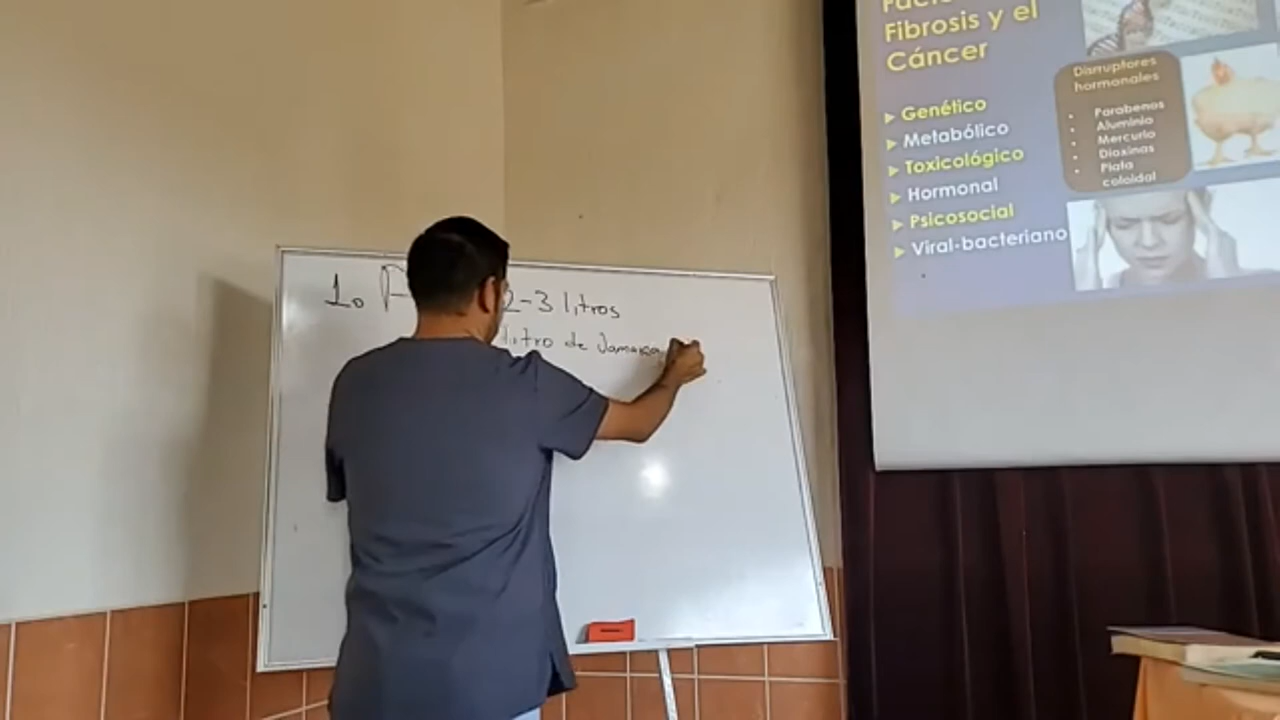 1.
2-3 litros
litro de Jamaica
Fibrosis y el
Cáncer
Genético
Metabólico
Toxicológico
Hormonal
Psicosocial
Viral-bacteriano
Disruptores
hormonales
• Parabenos
• Aluminio
• Mercurio
• Dioxinas
• Plata
coloidal